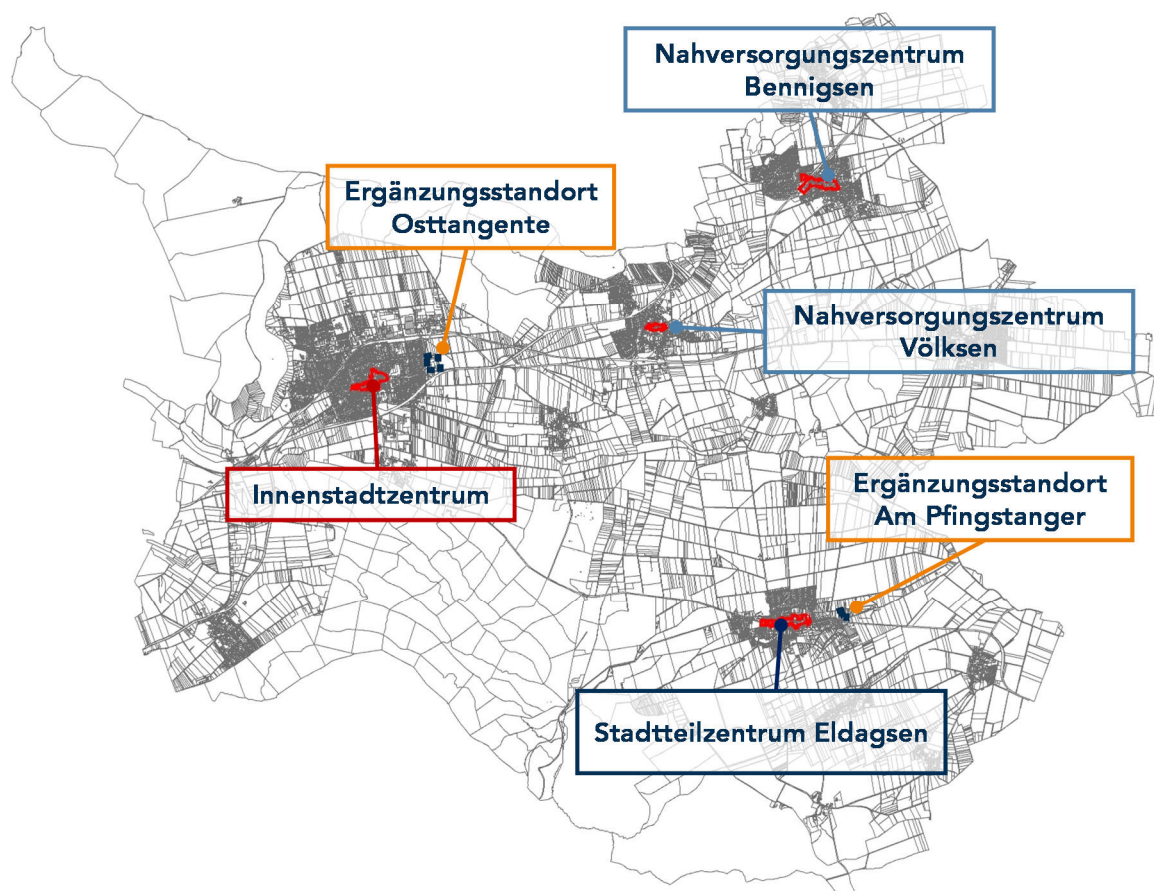 Nahversorgungszentrum
Bennigsen
Ergänzungsstandort
Osttangente
Nahversorgungszentrum
Völksen
Innenstadtzentrum
Ergänzungsstandort
Am Pfingstanger
Stadtteilzentrum Eldagsen